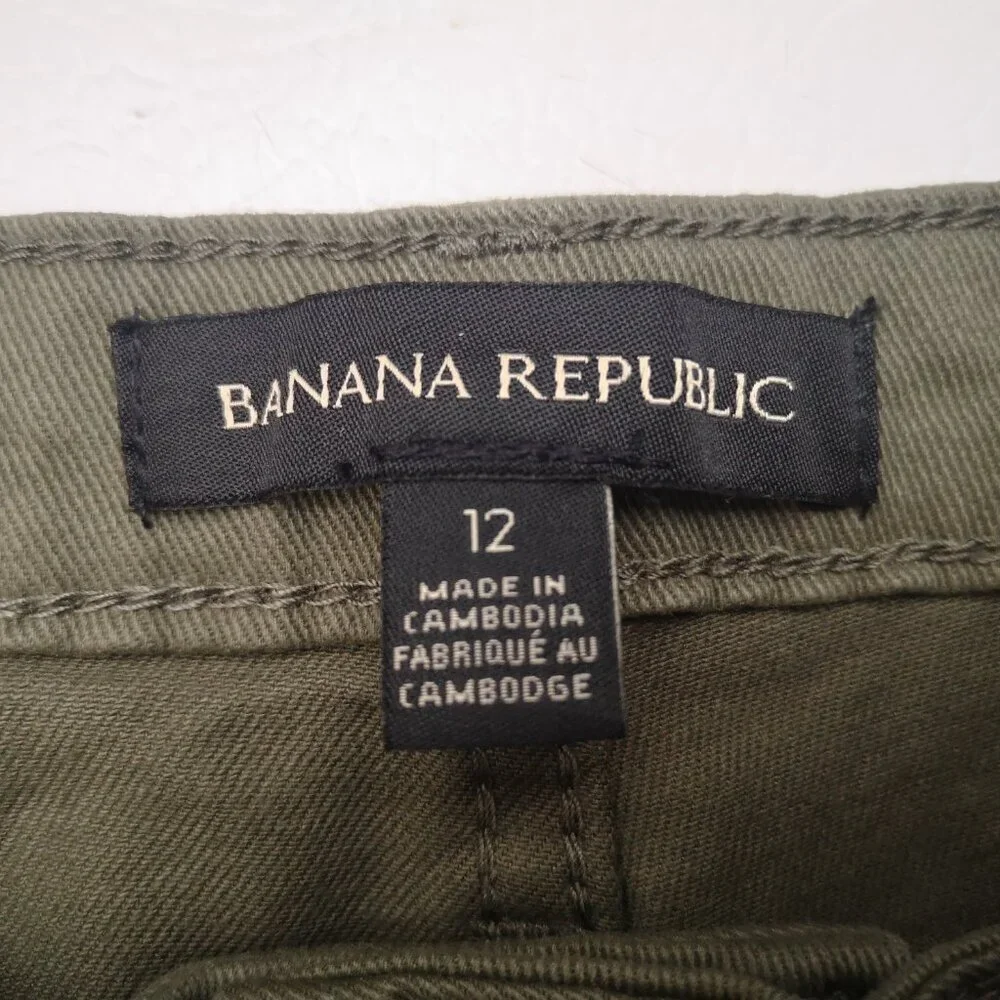 BANANA REPUBLIC
12
MADE IN
CAMBODIA
FABRIQUÉ AU
CAMBODGE